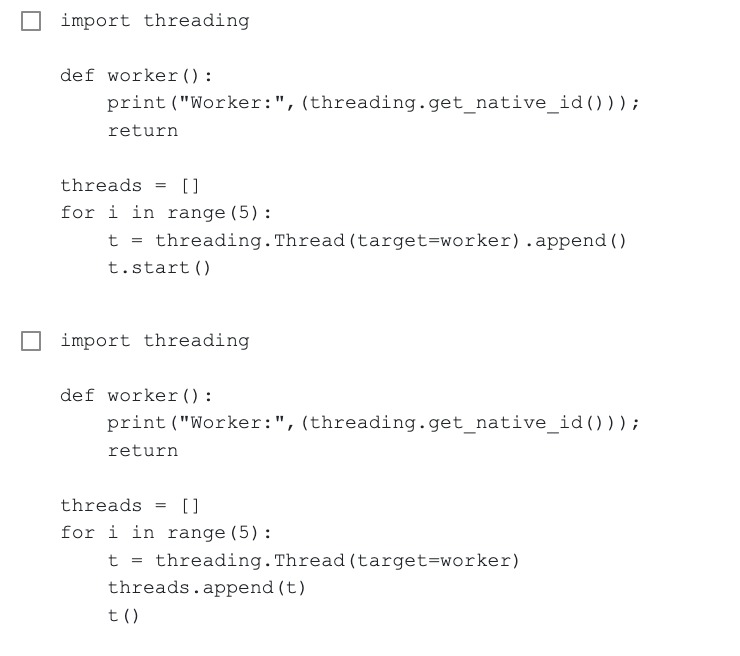 import threading
def worker():
    print("Worker:",(threading.get_native_id()));
    return
threads = []
for i in range(5):
    t = threading.Thread(target=worker).append()
    t.start()
import threading
def worker():
    print("Worker:",(threading.get_native_id()));
    return
threads = []
for i in range(5):
    t = threading.Thread(target=worker)
    threads.append(t)
    t()